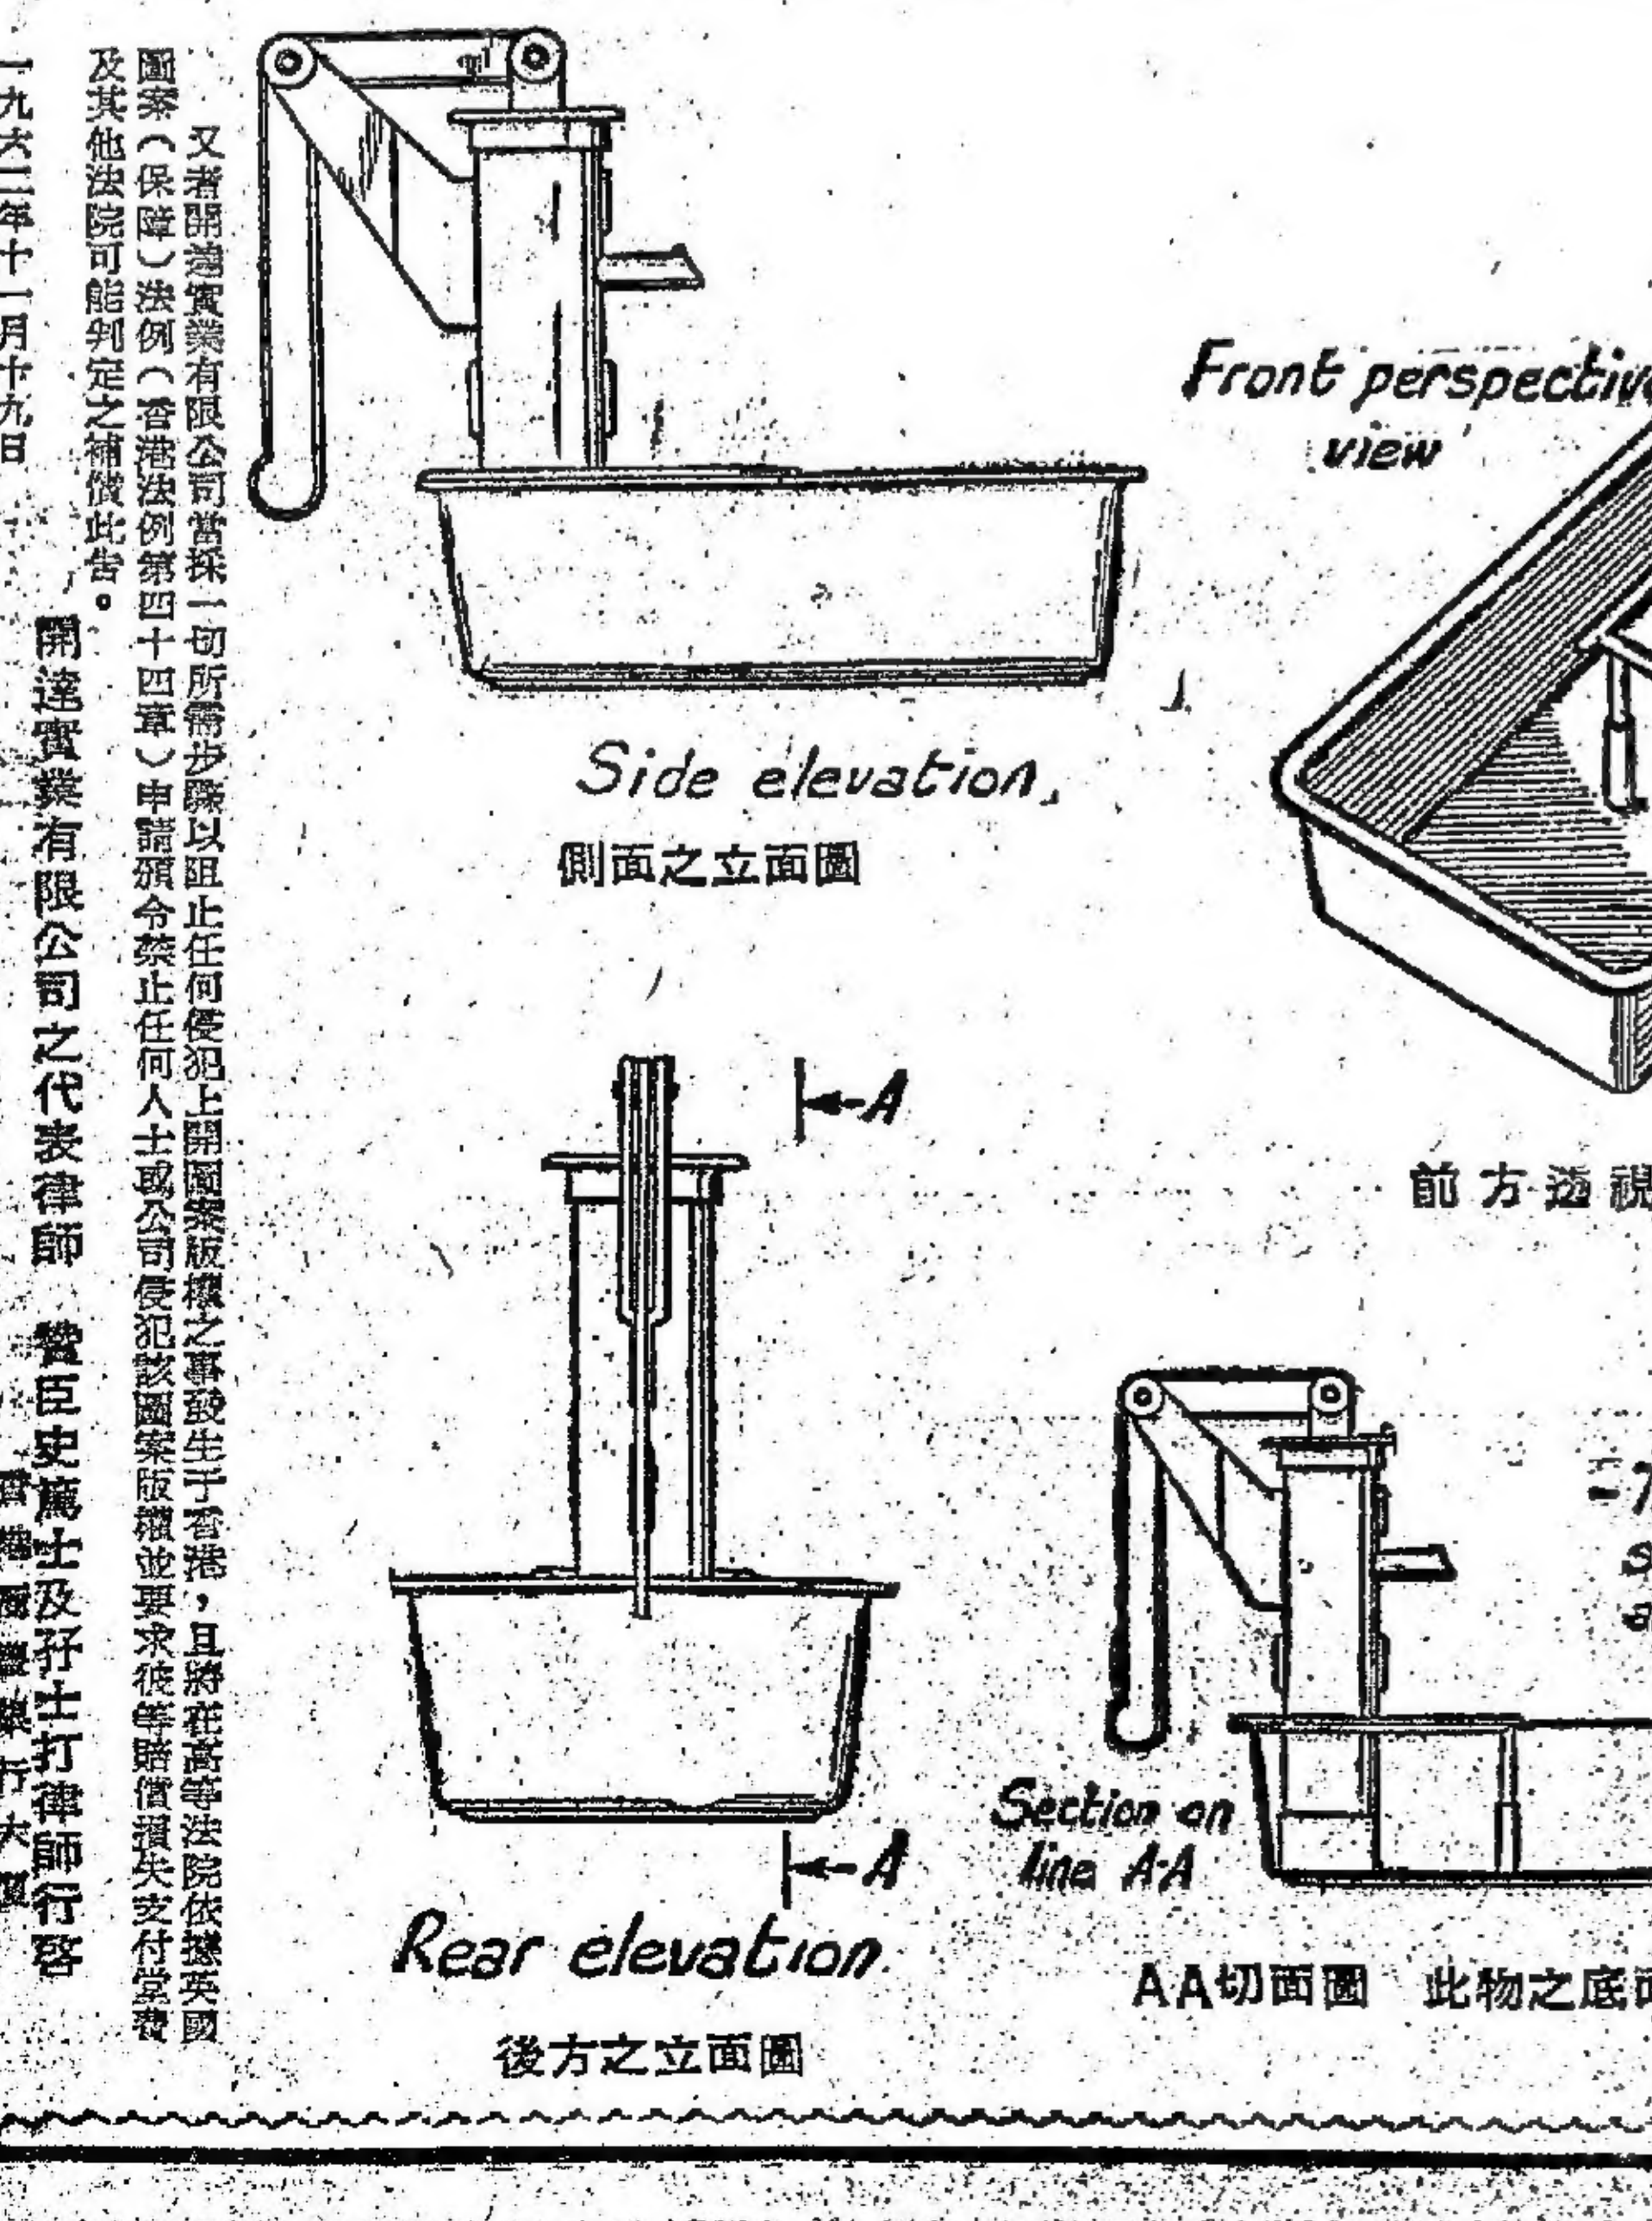 又者開達實業有限公司當採一切所需步驟以阻止任何侵犯上開圖案版權之事發生于香港，且將在高等法院依據英國
圖案（保障）法例（香港法例第四十四章）申請頒令禁止任何人士或公司侵犯該圖案版權並要求彼等賠償損失支付堂費
及其他法院可能判定之補償此告。
開達實業有限公司之代表律師
士及孖士打律師行啓
一九六二年十一月十九日
Side elevation.
側面之立面圖
Front perspective
view
前方透視
A
A
Rear elevation.
後方之立面圖
Section on
line A-A
AA切面圖 此物之底